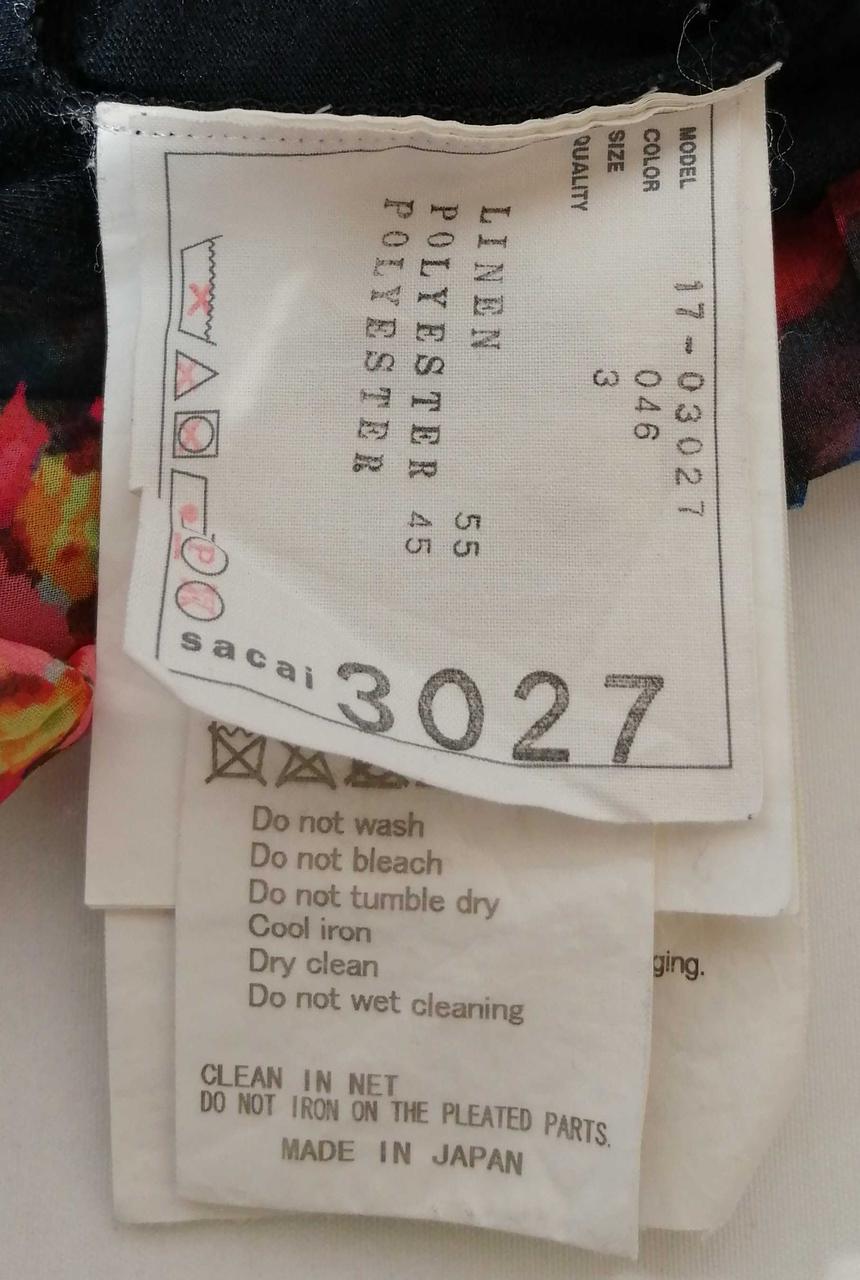 MODEL 17-03027
COLOR 046
SIZE 3
QUALITY
LINEN 55
POLYESTER 45
POLYESTER
P
W
sacai 3027
Do not wash
Do not bleach
Do not tumble dry
Cool iron
Dry clean
Do not wet cleaning
ging.
CLEAN IN NET
DO NOT IRON ON THE PLEATED PARTS.
MADE IN JAPAN